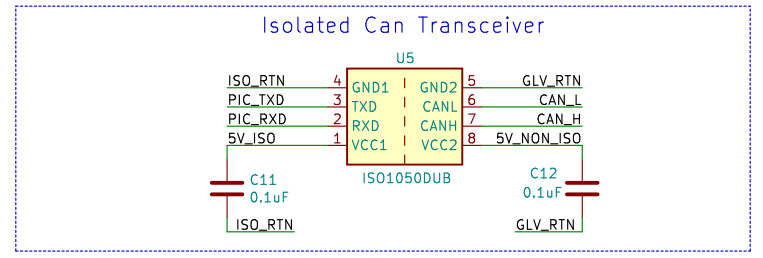 Isolated Can Transceiver
U5
ISO_RTN 4 GND1 GND2 5 GLV_RTN
PIC_TXD 3 TXD CANL 6 CAN_L
PIC_RXD 2 RXD CANH 7 CAN_H
5V_ISO 1 VCC1 VCC2 8 5V_NON_ISO
ISO1050DUB
C11
0.1uF
C12
0.1uF
ISO_RTN
GLV_RTN